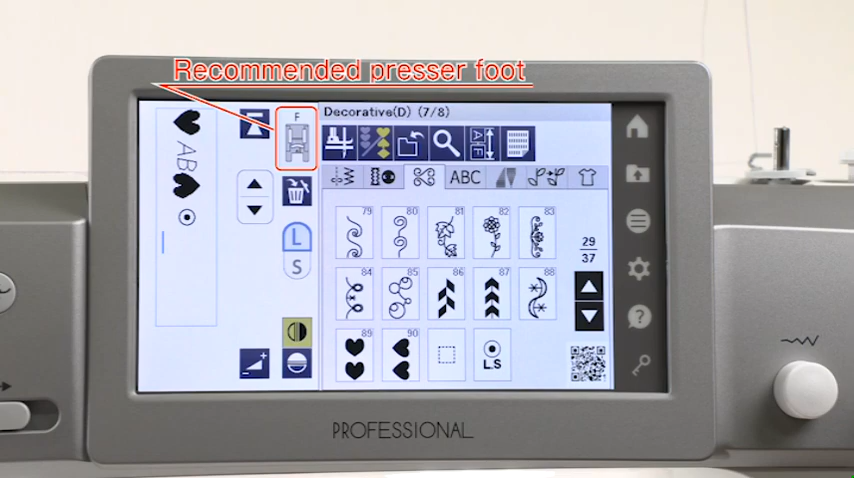 Recommended presser foot
F
Decorative(D) (7/8)
AB
ABC
L
S
79 80 81 82 83
29
37
84 85 86 87 88
89 90
L.S
PROFESSIONAL